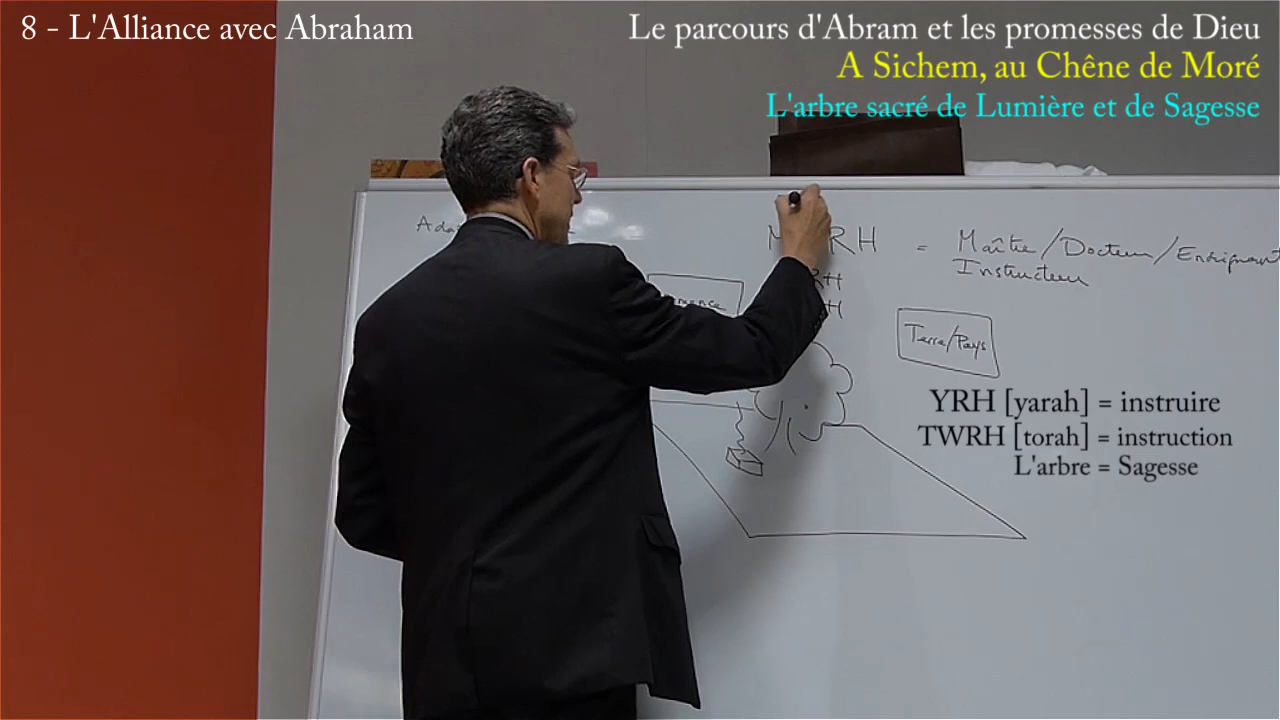 8 - L'Alliance avec Abraham
Le parcours d'Abram et les promesses de Dieu
A Sichem, au Chêne de Moré
L'arbre sacré de Lumière et de Sagesse
RH = Maître/Docteur/Enseignant
Instructeur
Terre/Pays
YRH [yarah] = instruire
TWRH [torah] = instruction
L'arbre = Sagesse